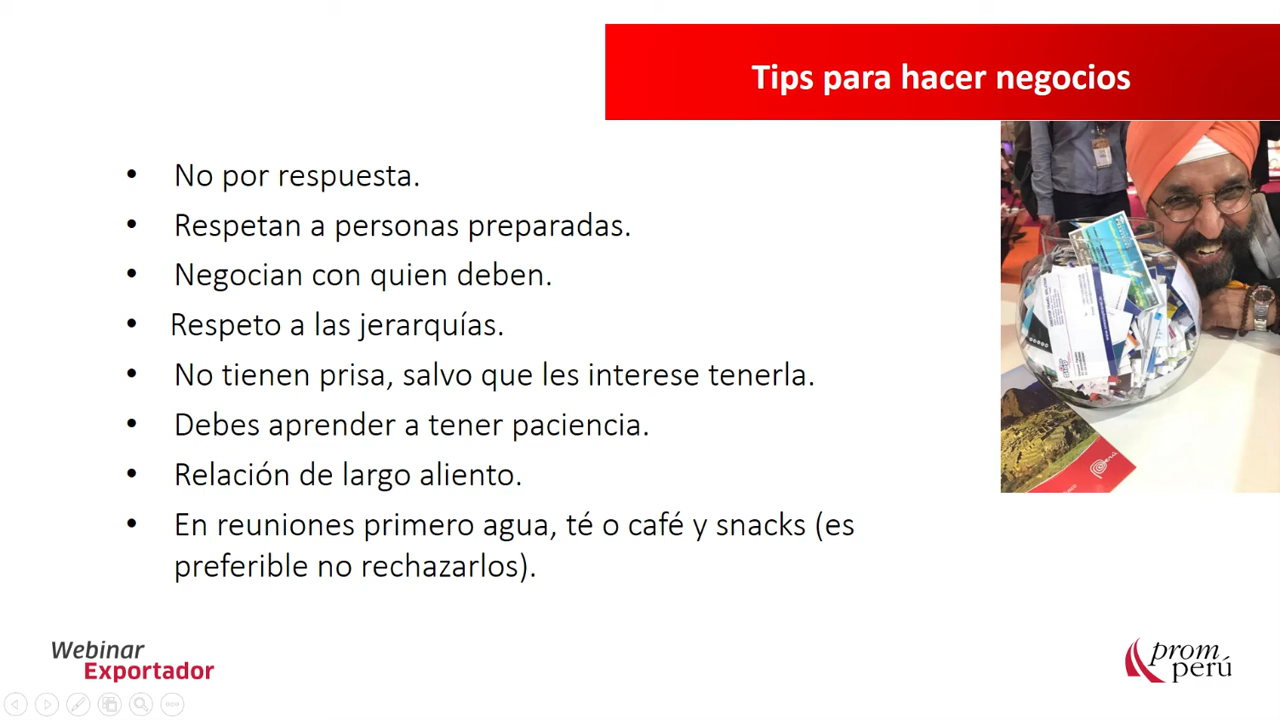 Tips para hacer negocios
• No por respuesta.
• Respetan a personas preparadas.
• Negocian con quien deben.
• Respeto a las jerarquías.
• No tienen prisa, salvo que les interese tenerla.
• Debes aprender a tener paciencia.
• Relación de largo aliento.
• En reuniones primero agua, té o café y snacks (es
preferible no rechazarlos).
Webinar
Exportador
prom
perú